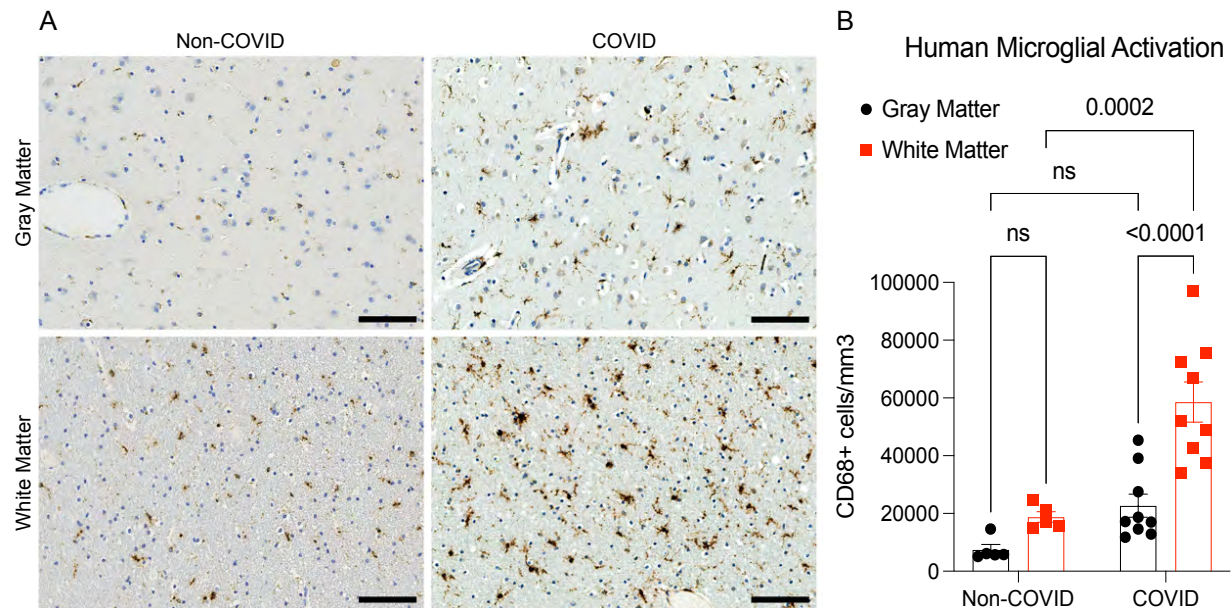 A
Non-COVID
COVID
Gray Matter
White Matter
B
Human Microglial Activation
Gray Matter
White Matter
0.0002
ns
ns
<0.0001
CD68+ cells/mm3
100000
80000
60000
40000
20000
0
Non-COVID
COVID